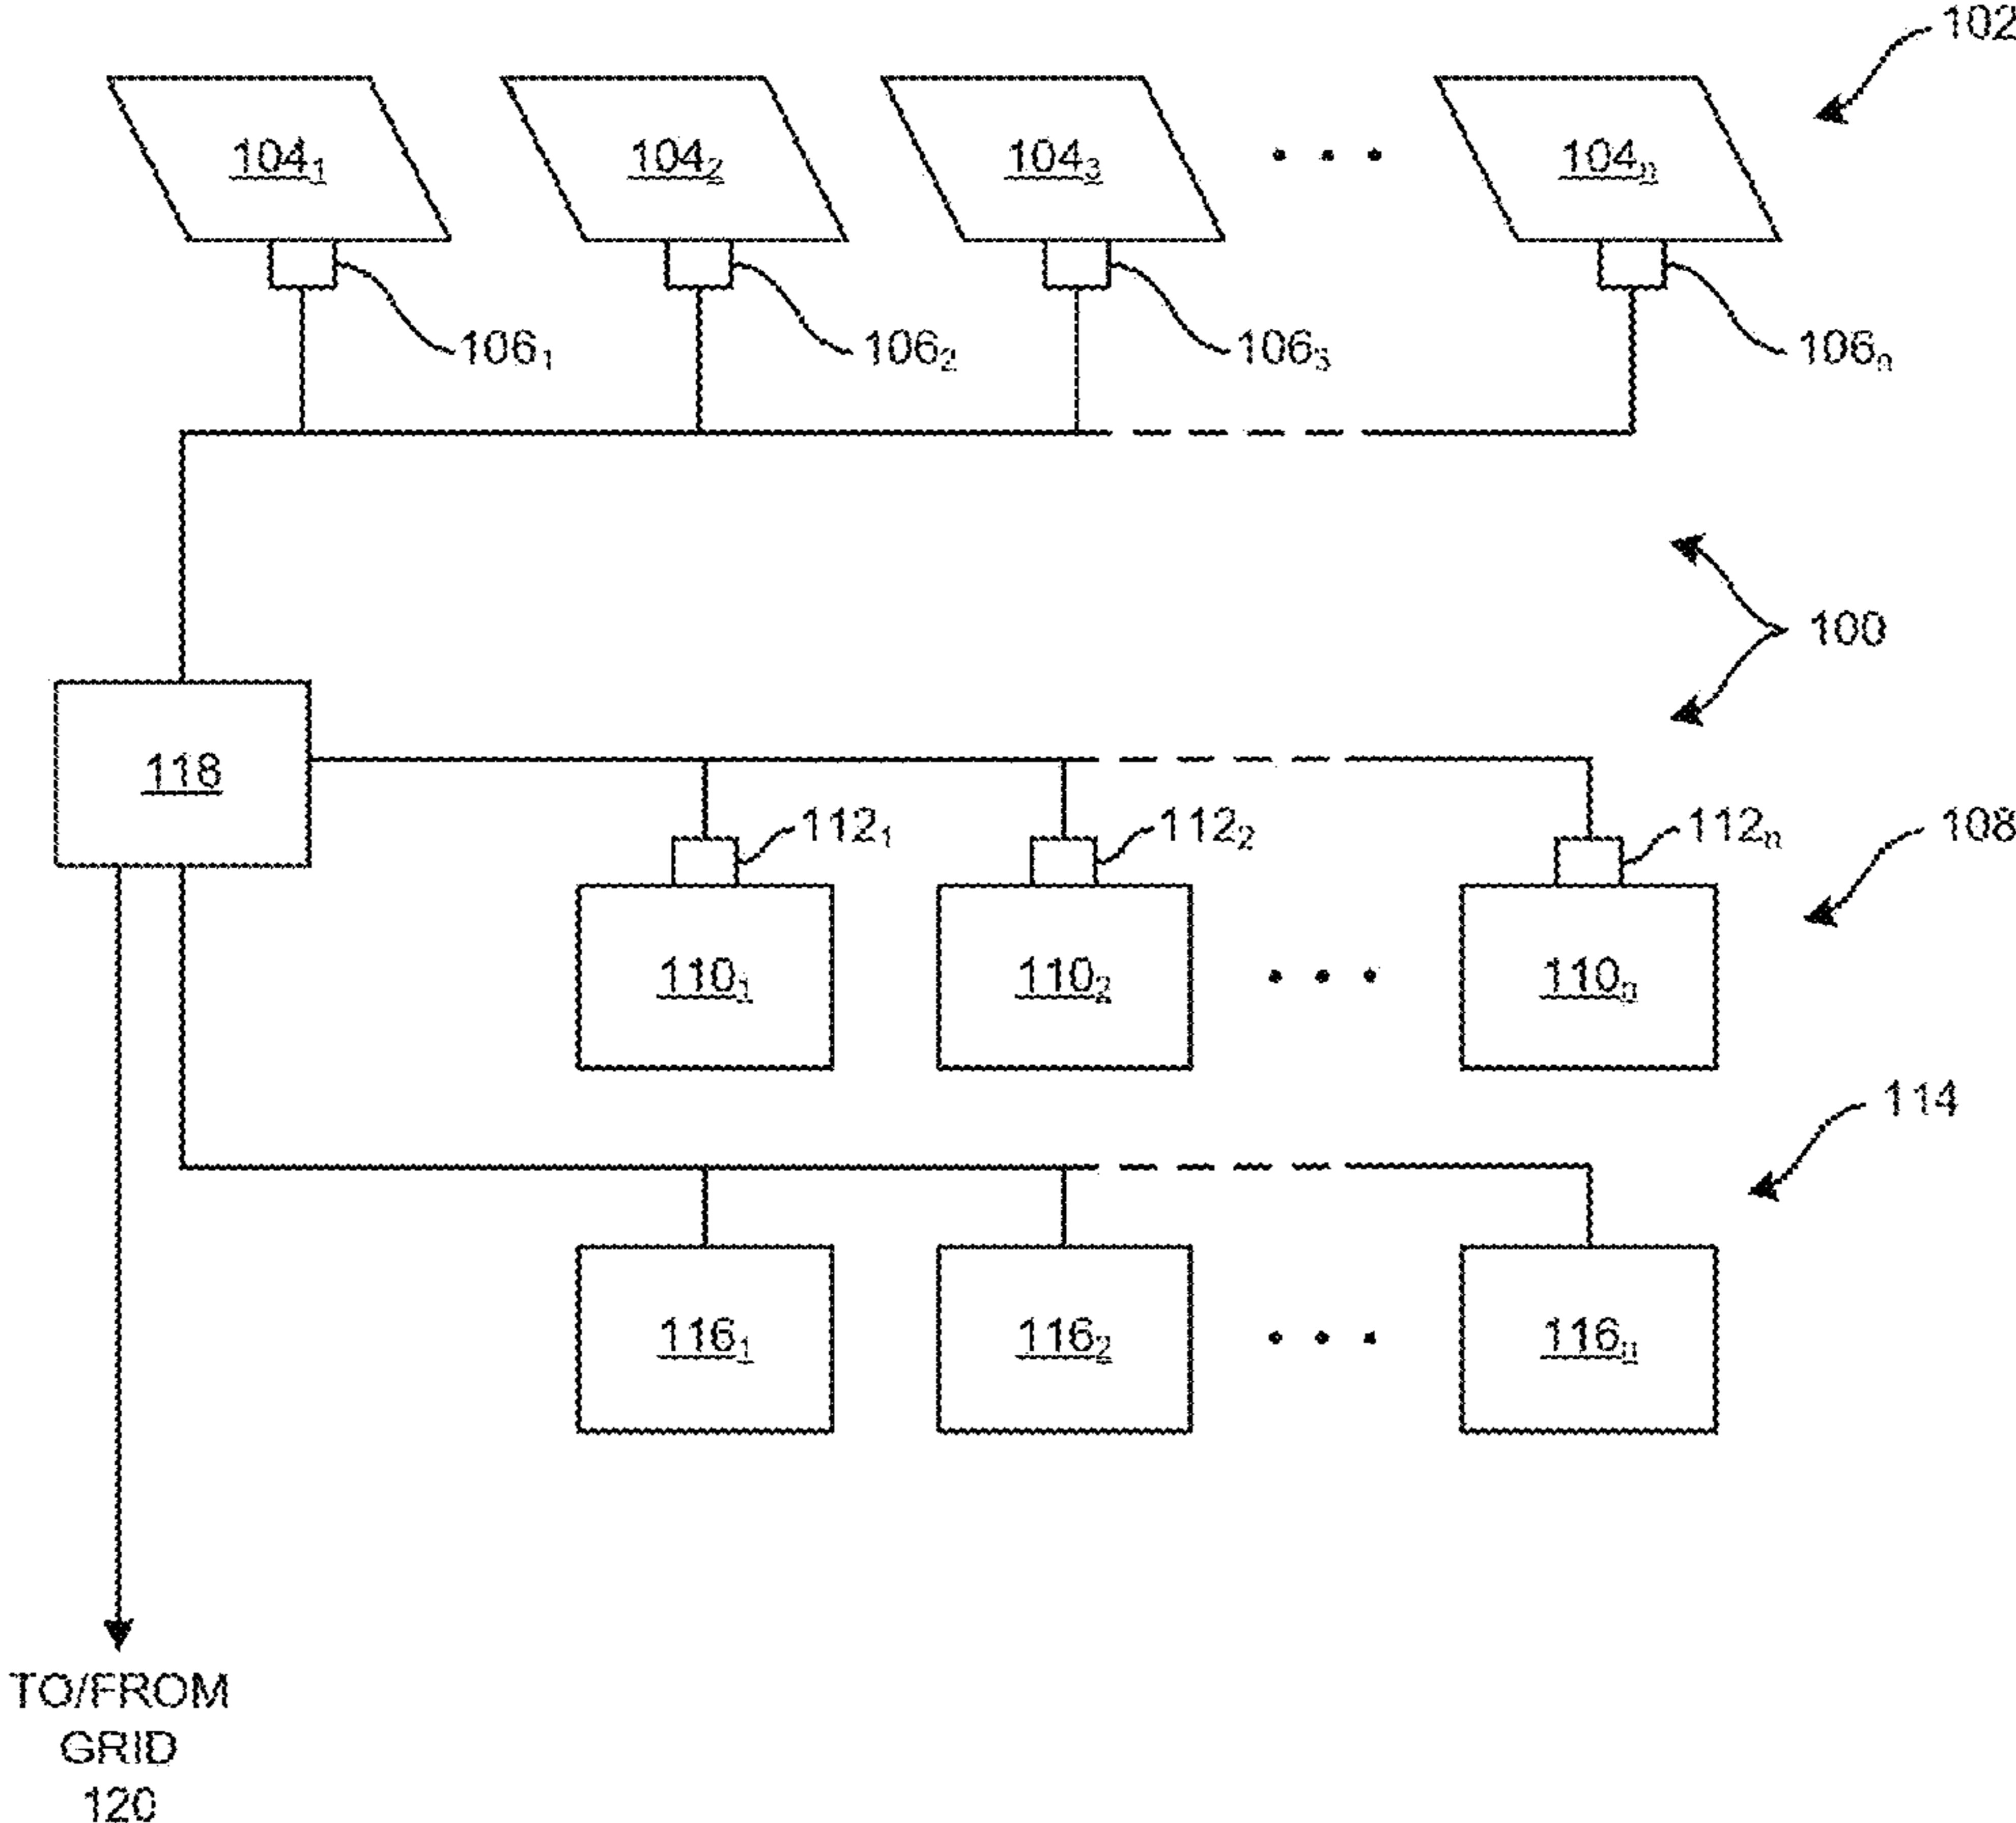 102
104₁ 104₂ 104₃ 104ₙ
106₁ 106₂ 106₃ 106ₙ
100
118
112₁ 112₂ 112ₙ
108
110₁ 110₂ 110ₙ
114
116₁ 116₂ 116ₙ
TO/FROM
GRID
120